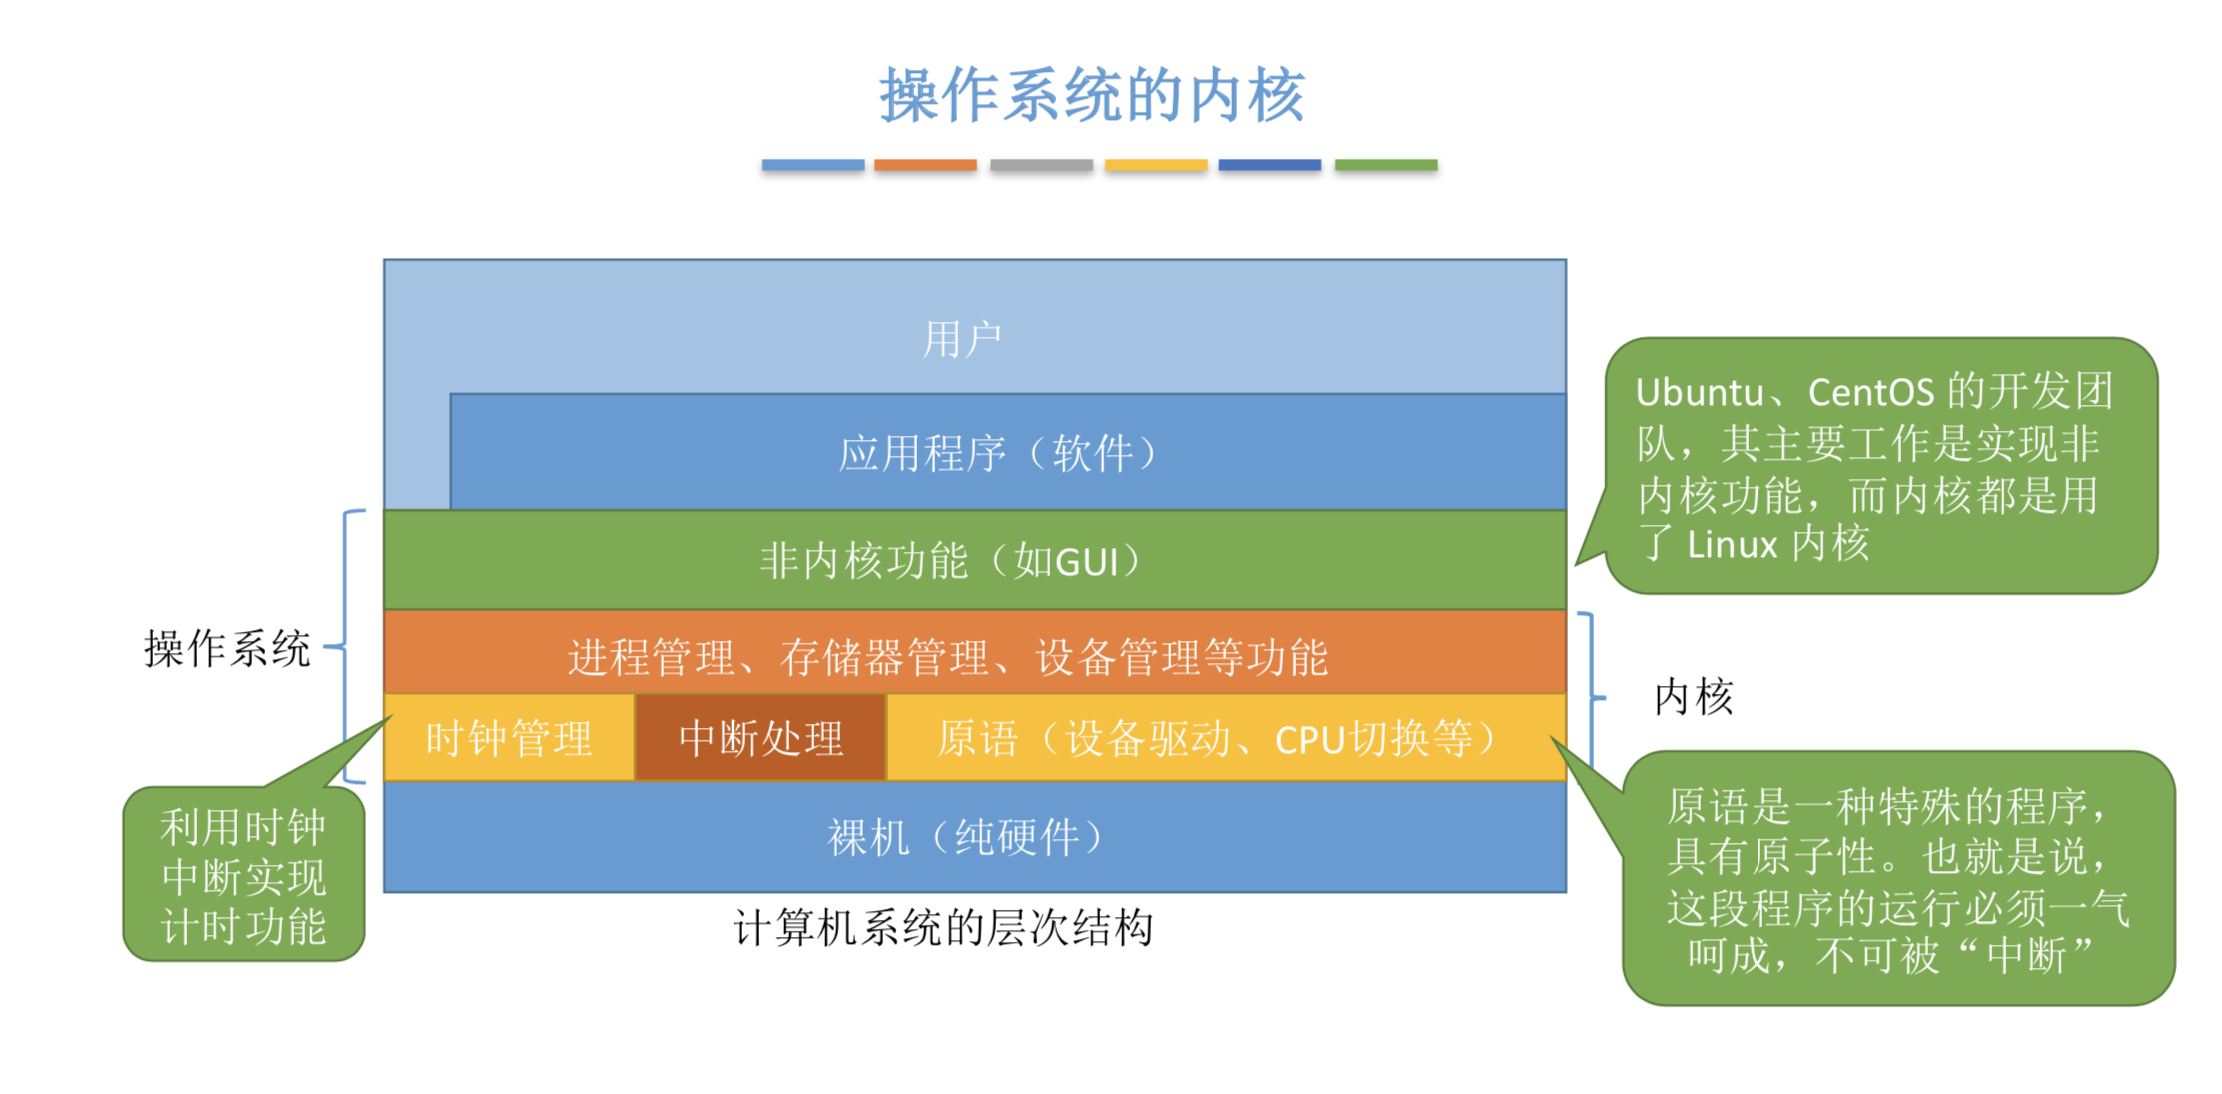 操作系统的内核
用户
应用程序（软件）
Ubuntu、CentOS 的开发团
队，其主要工作是实现非
内核功能，而内核都是用
了 Linux 内核
非内核功能（如GUI）
操作系统
进程管理、存储器管理、设备管理等功能
内核
时钟管理
中断处理
原语（设备驱动、CPU切换等）
利用时钟
中断实现
计时功能
裸机（纯硬件）
原语是一种特殊的程序，
具有原子性。也就是说，
这段程序的运行必须一气
呵成，不可被“中断”
计算机系统的层次结构